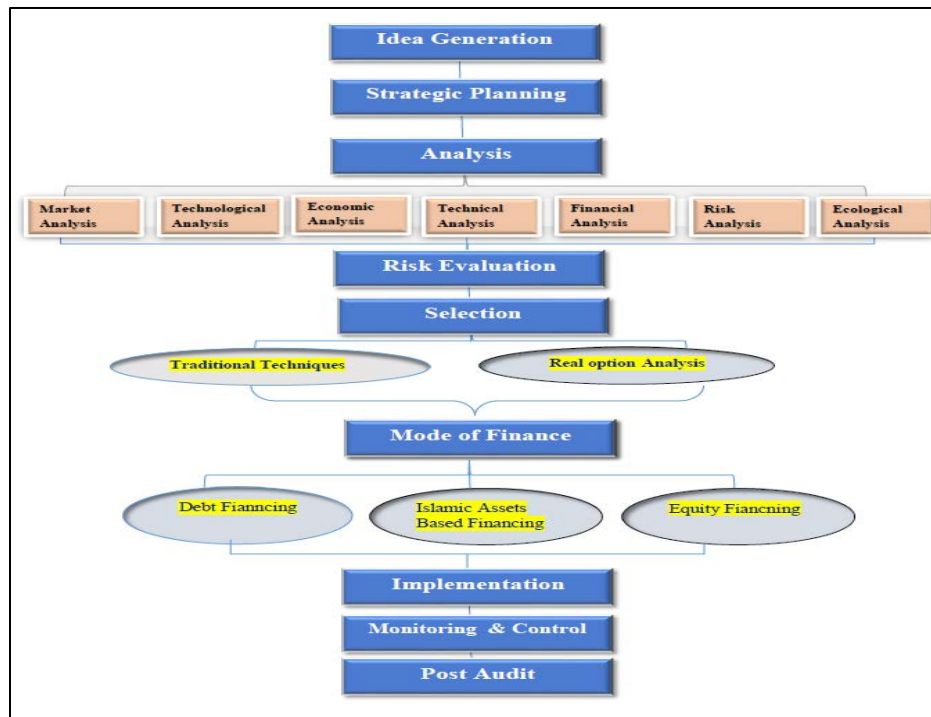 Idea Generation
Strategic Planning
Analysis
Market
Analysis
Technological
Analysis
Economic
Analysis
Technical
Analysis
Financial
Analysis
Risk
Analysis
Ecological
Analysis
Risk Evaluation
Selection
Traditional Techniques
Real option Analysis
Mode of Finance
Debt Fianncing
Islamic Assets
Based Financing
Equity Fiancning
Implementation
Monitoring & Control
Post Audit